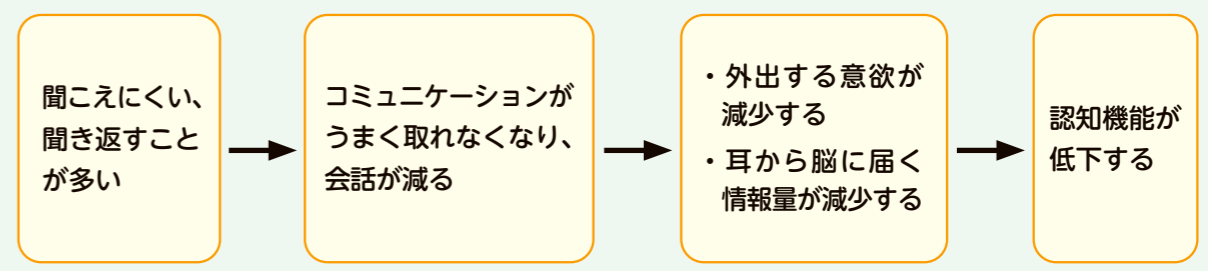 聞こえにくい、
聞き返すこと
が多い
コミュニケーションが
うまく取れなくなり、
会話が減る
・外出する意欲が
減少する
・耳から脳に届く
情報量が減少する
認知機能が
低下する